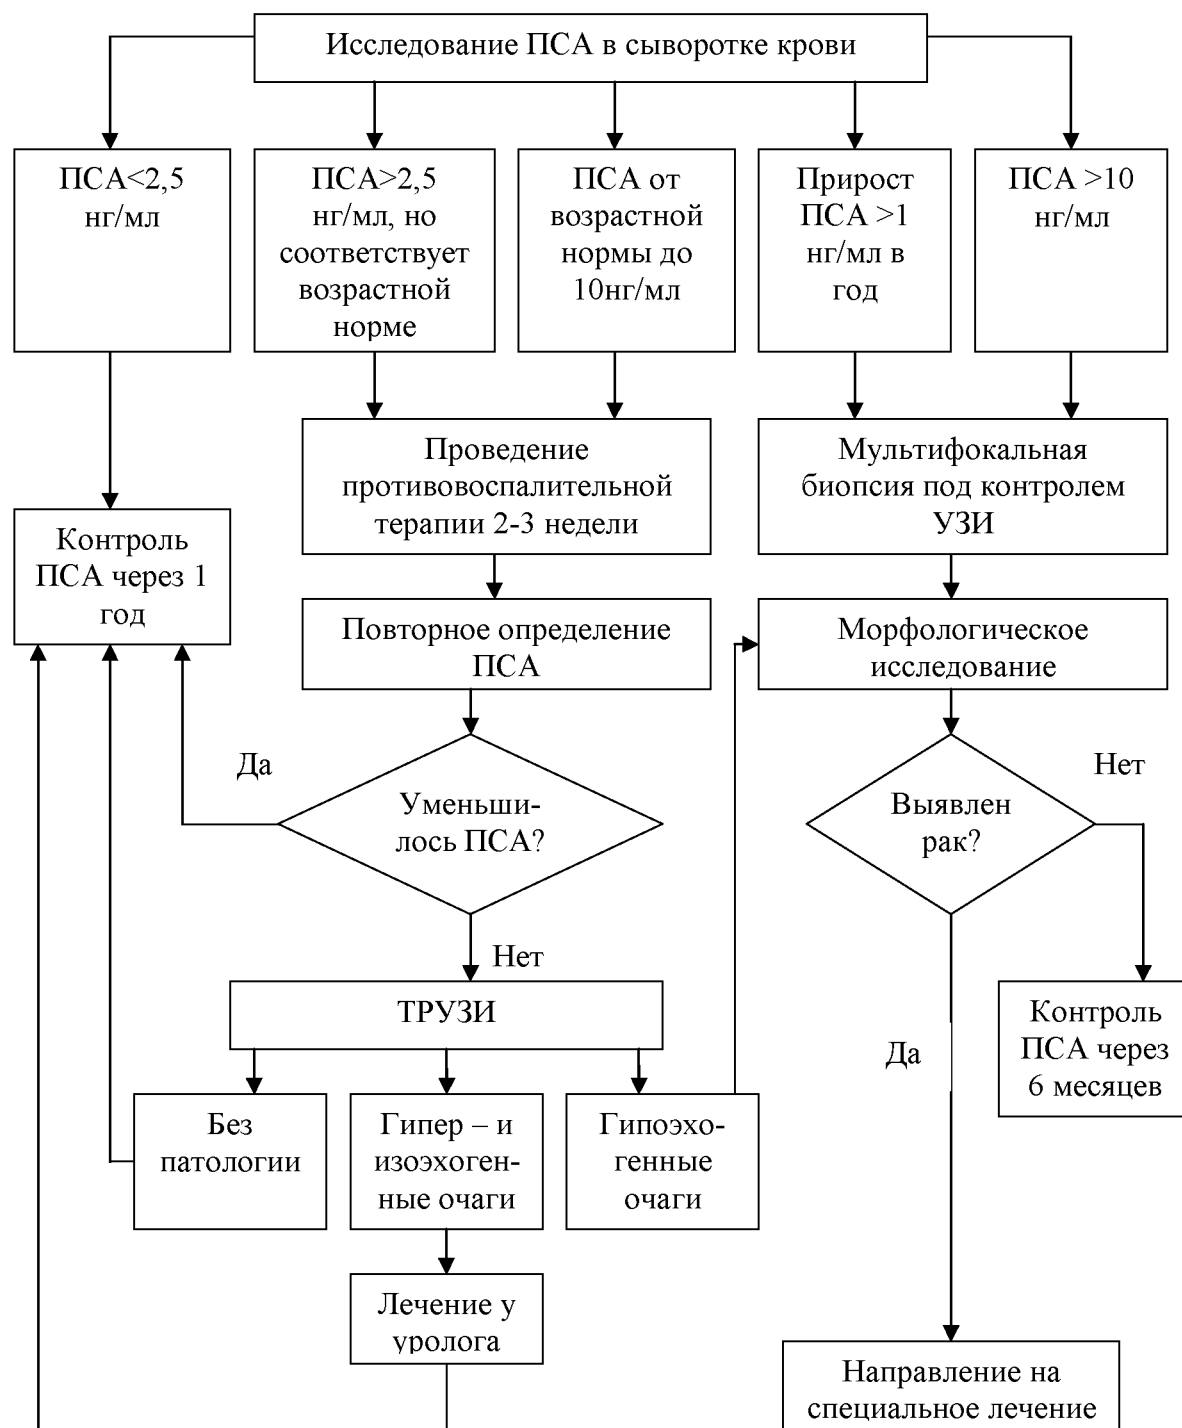 Исследование ПСА в сыворотке крови
ПСА<2,5
нг/мл
ПСА>2,5
нг/мл, но
соответствует
возрастной
норме
ПСА от
возрастной
нормы до
10нг/мл
Прирост
ПСА >1
нг/мл в
год
ПСА >10
нг/мл
Проведение
противовоспалительной
терапии 2-3 недели
Мультифокальная
биопсия под контролем
УЗИ
Контроль
ПСА через 1
год
Повторное определение
ПСА
Морфологическое
исследование
Да
Уменьши-
лось ПСА?
Нет
Выявлен
рак?
Нет
ТРУЗИ
Да
Контроль
ПСА через
6 месяцев
Без
патологии
Гипер – и
изоэхоген-
ные очаги
Гипоэхо-
генные
очаги
Лечение у
уролога
Направление на
специальное лечение